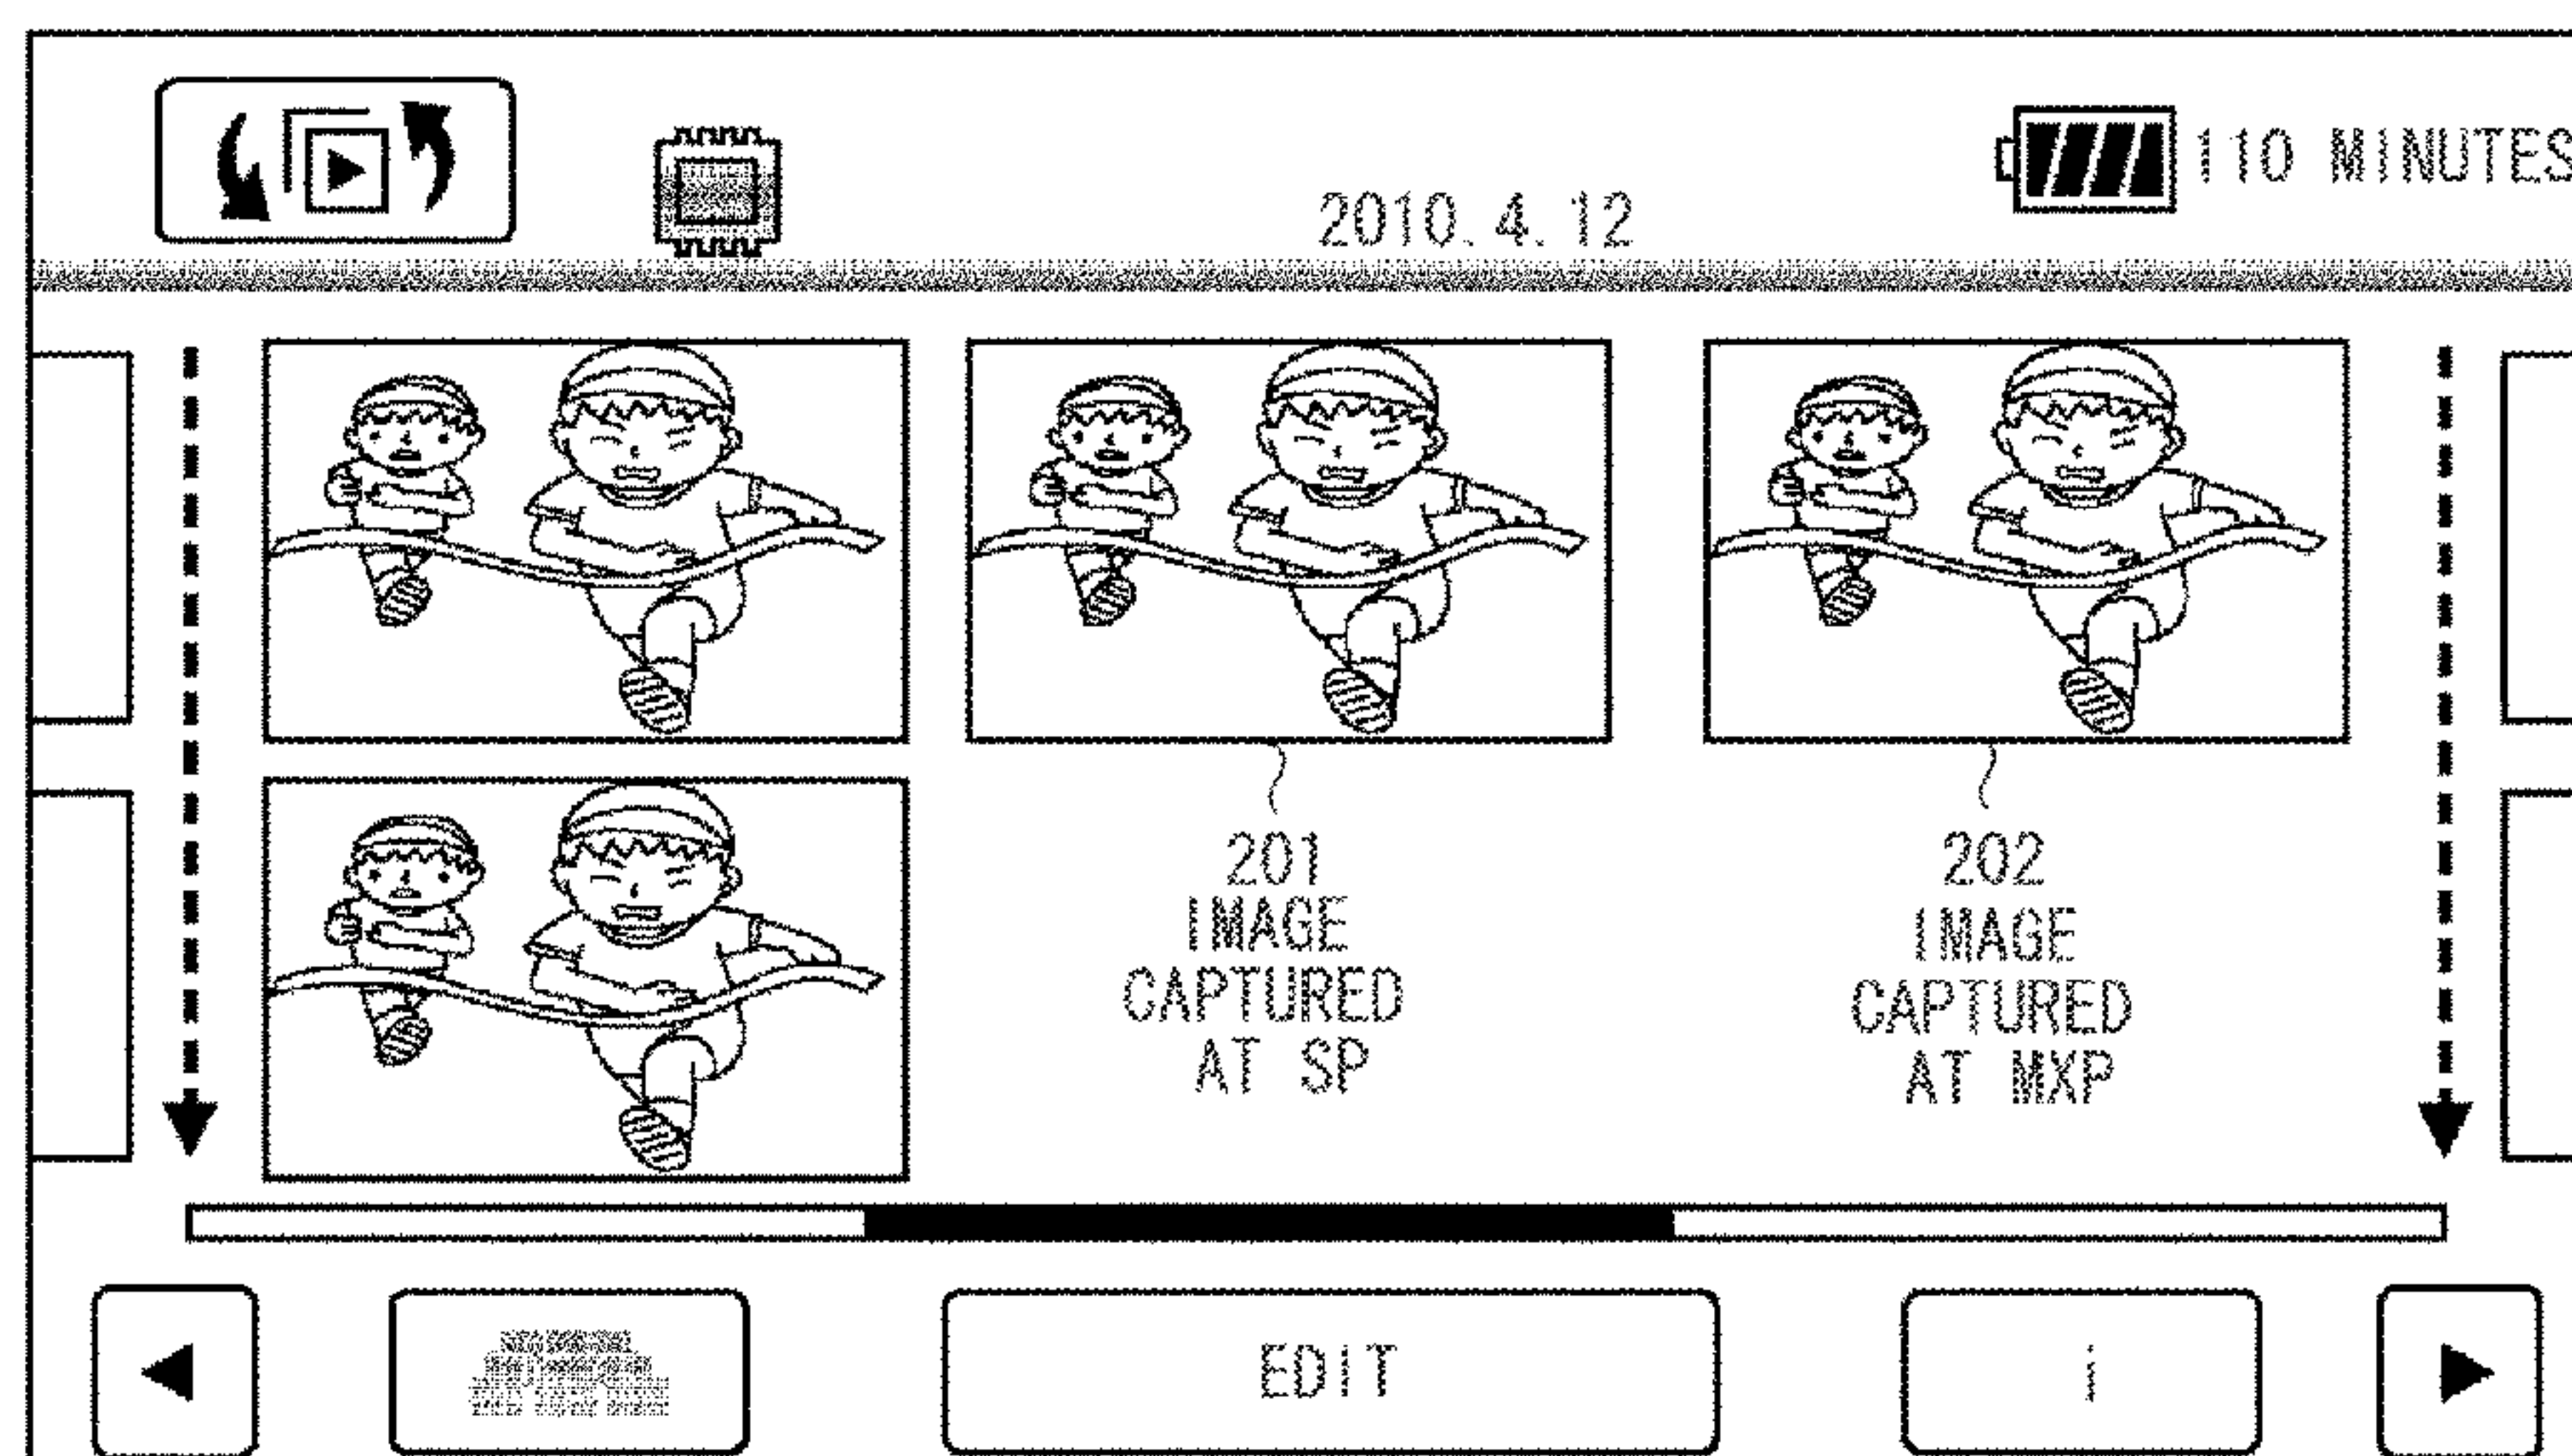 110 MINUTES
2010.4.12
201
IMAGE
CAPTURED
AT SP
202
IMAGE
CAPTURED
AT MXP
EDIT
i